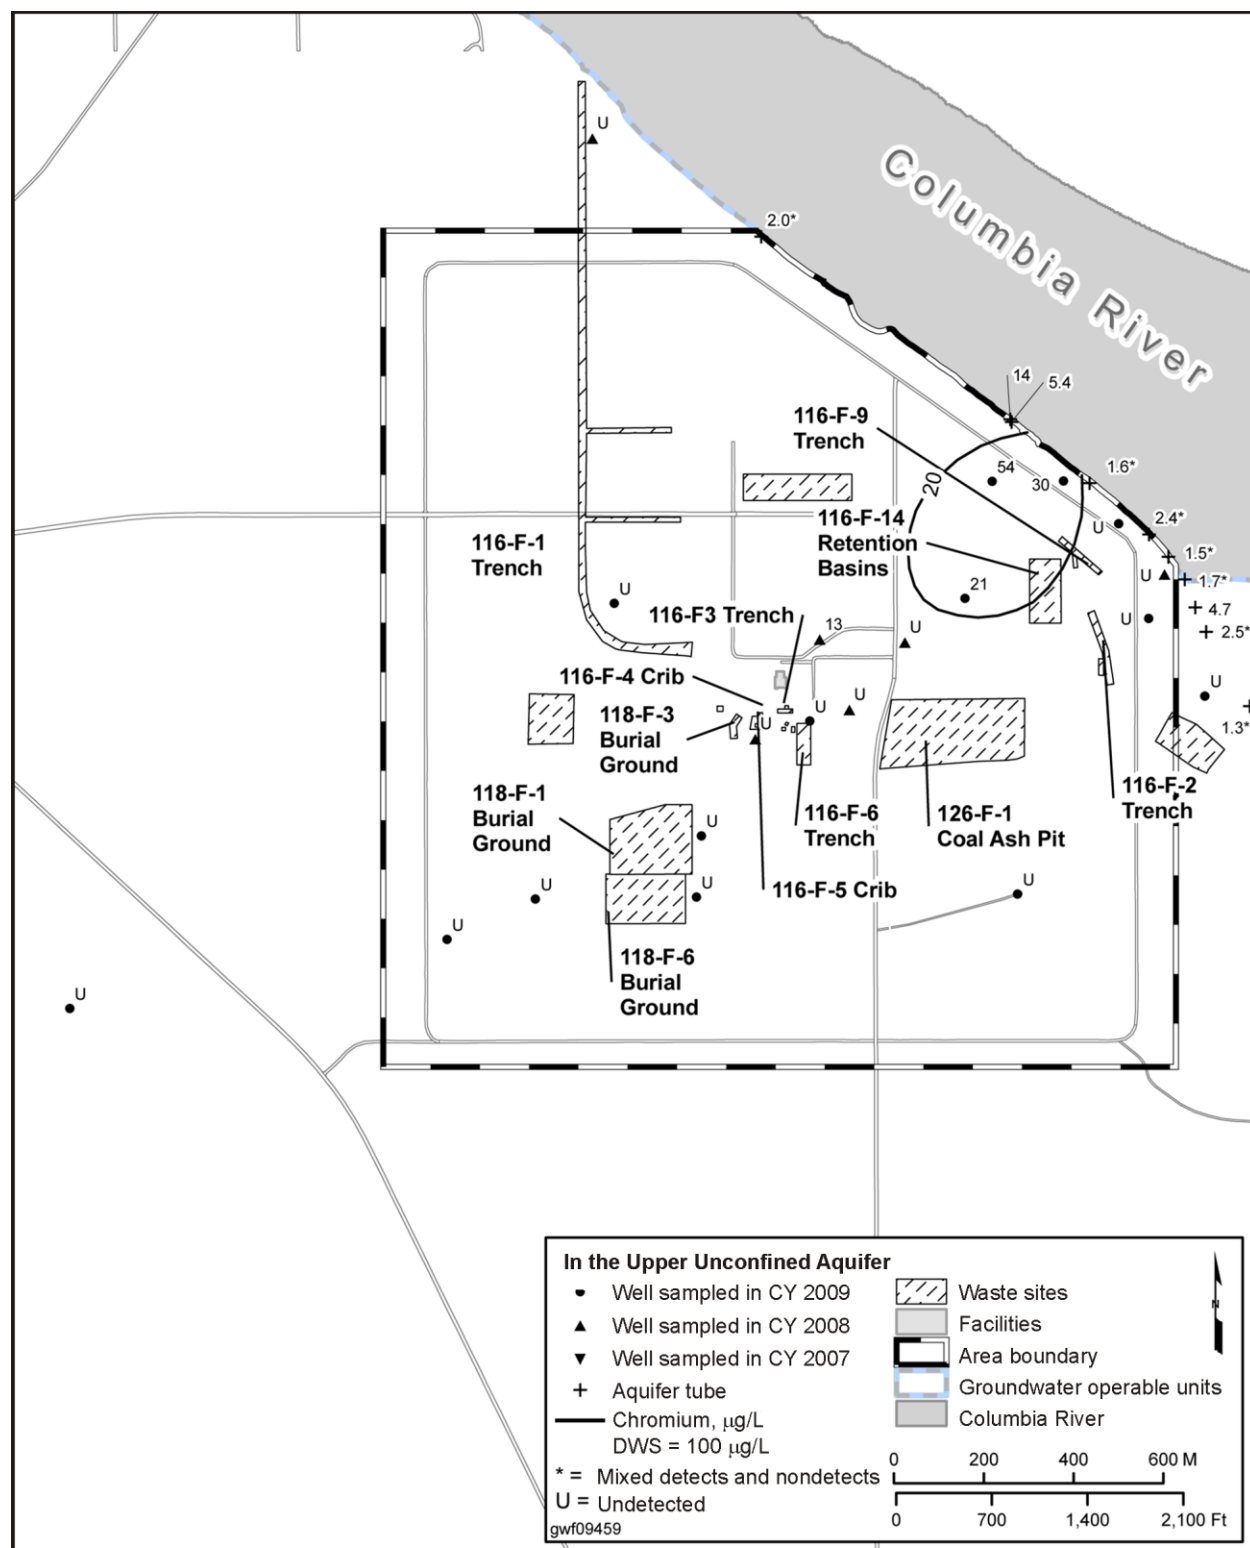 U
2.0*
Columbia River
14
5.4
116-F-9
Trench
54
30
1.6*
20
116-F-14
Retention
Basins
U
2.4*
116-F-1
Trench
1.5*
U
1.7*
U
21
4.7
116-F3 Trench
13
U
U
2.5*
116-F-4 Crib
U
118-F-3
Burial
Ground
U
U
U
1.3*
118-F-1
Burial
Ground
116-F-6
Trench
126-F-1
Coal Ash Pit
116-F-2
Trench
U
U
U
116-F-5 Crib
U
U
118-F-6
Burial
Ground
U
In the Upper Unconfined Aquifer
Well sampled in CY 2009
Well sampled in CY 2008
Well sampled in CY 2007
+ Aquifer tube
Chromium, µg/L
DWS = 100 µg/L
* = Mixed detects and nondetects
U = Undetected
gwf09459
Waste sites
Facilities
Area boundary
Groundwater operable units
Columbia River
N
0 200 400 600 M
0 700 1,400 2,100 Ft